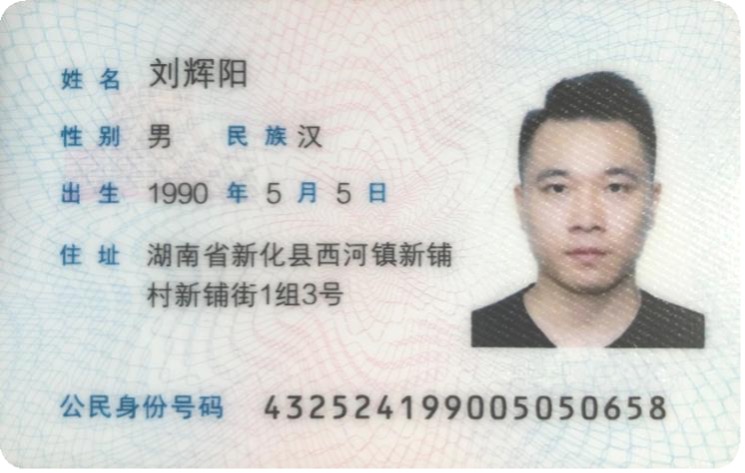 姓名 刘辉阳
性别 男 民族 汉
出生 1990 年 5 月 5 日
住址 湖南省新化县西河镇新铺
村新铺街1组3号
公民身份号码 432524199005050658